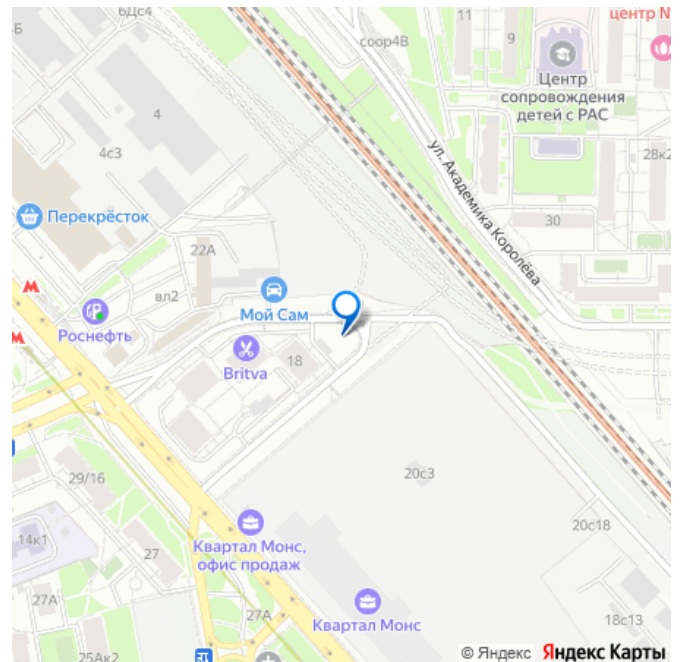 6Дс4
11
центр N
соор4В
9
4
Центр
сопровождения
детей с РАС
4с3
28к2
ул. Академика Королёва
Перекрёсток
30
22А
вл2
Мой Сам
Роснефть
Britva
18
29/16
20с3
14к1
20с18
Квартал Монс,
офис продаж
27
27А
27А
Квартал Монс
18с13
25Ак2
© Яндекс Яндекс Карты